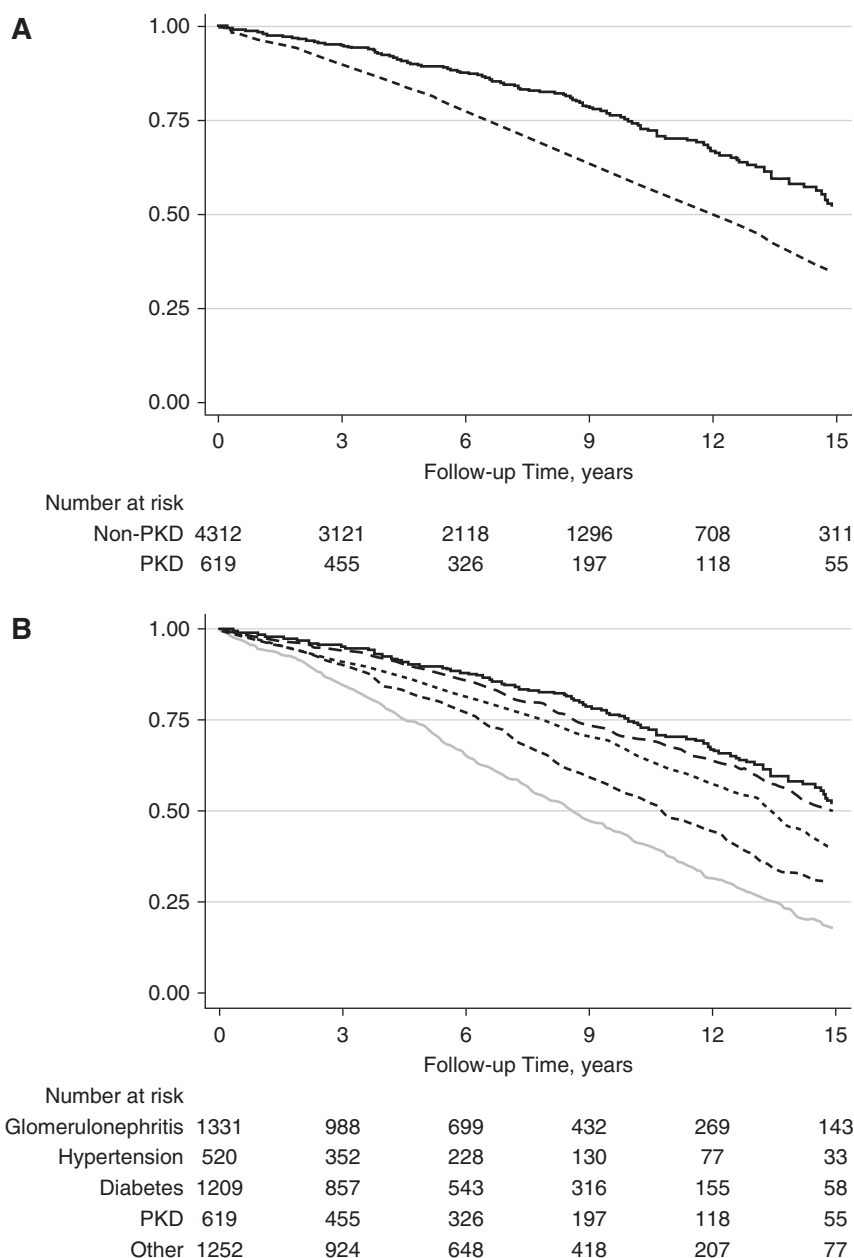 A
1.00
0.75
0.50
0.25
0.00
0 3 6 9 12 15
Follow-up Time, years
Number at risk
Non-PKD 4312 3121 2118 1296 708 311
PKD 619 455 326 197 118 55
B
1.00
0.75
0.50
0.25
0.00
0 3 6 9 12 15
Follow-up Time, years
Number at risk
Glomerulonephritis 1331 988 699 432 269 143
Hypertension 520 352 228 130 77 33
Diabetes 1209 857 543 316 155 58
PKD 619 455 326 197 118 55
Other 1252 924 648 418 207 77